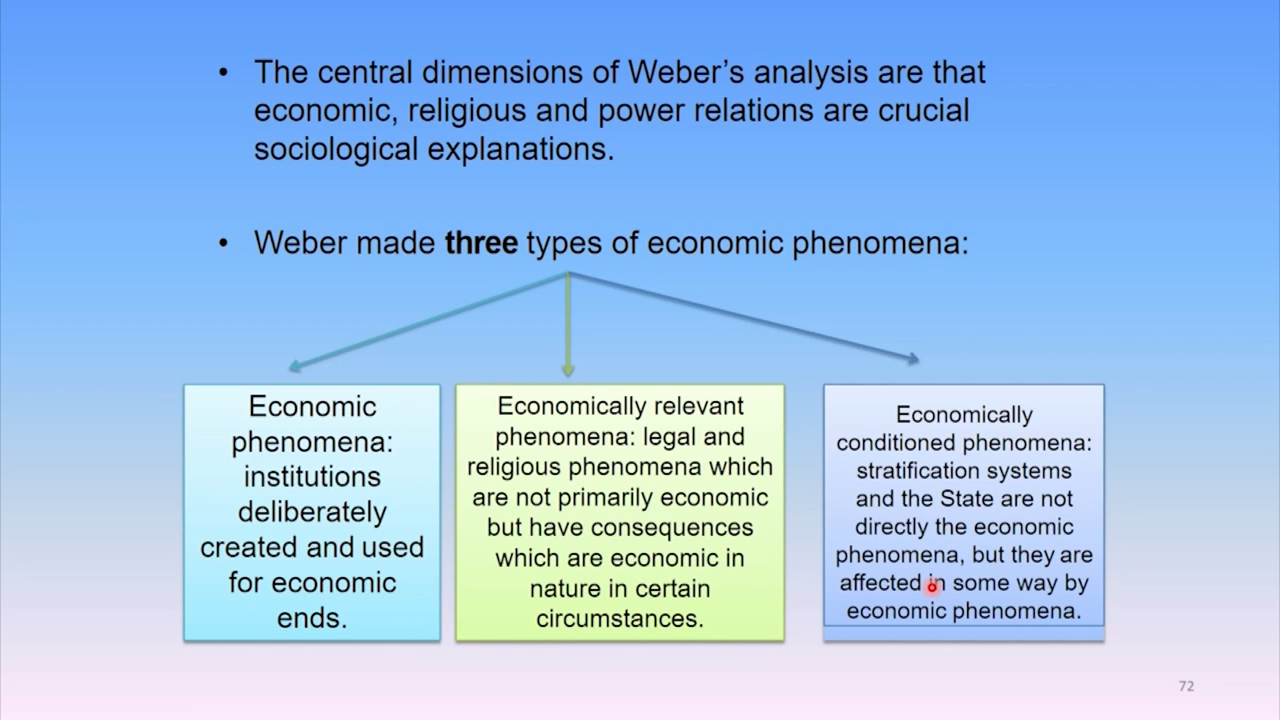 • The central dimensions of Weber's analysis are that
economic, religious and power relations are crucial
sociological explanations.
• Weber made three types of economic phenomena:
Economic
phenomena:
institutions
deliberately
created and used
for economic
ends.
Economically relevant
phenomena: legal and
religious phenomena which
are not primarily economic
but have consequences
which are economic in
nature in certain
circumstances.
Economically
conditioned phenomena:
stratification systems
and the State are not
directly the economic
phenomena, but they are
affected in some way by
economic phenomena.
72